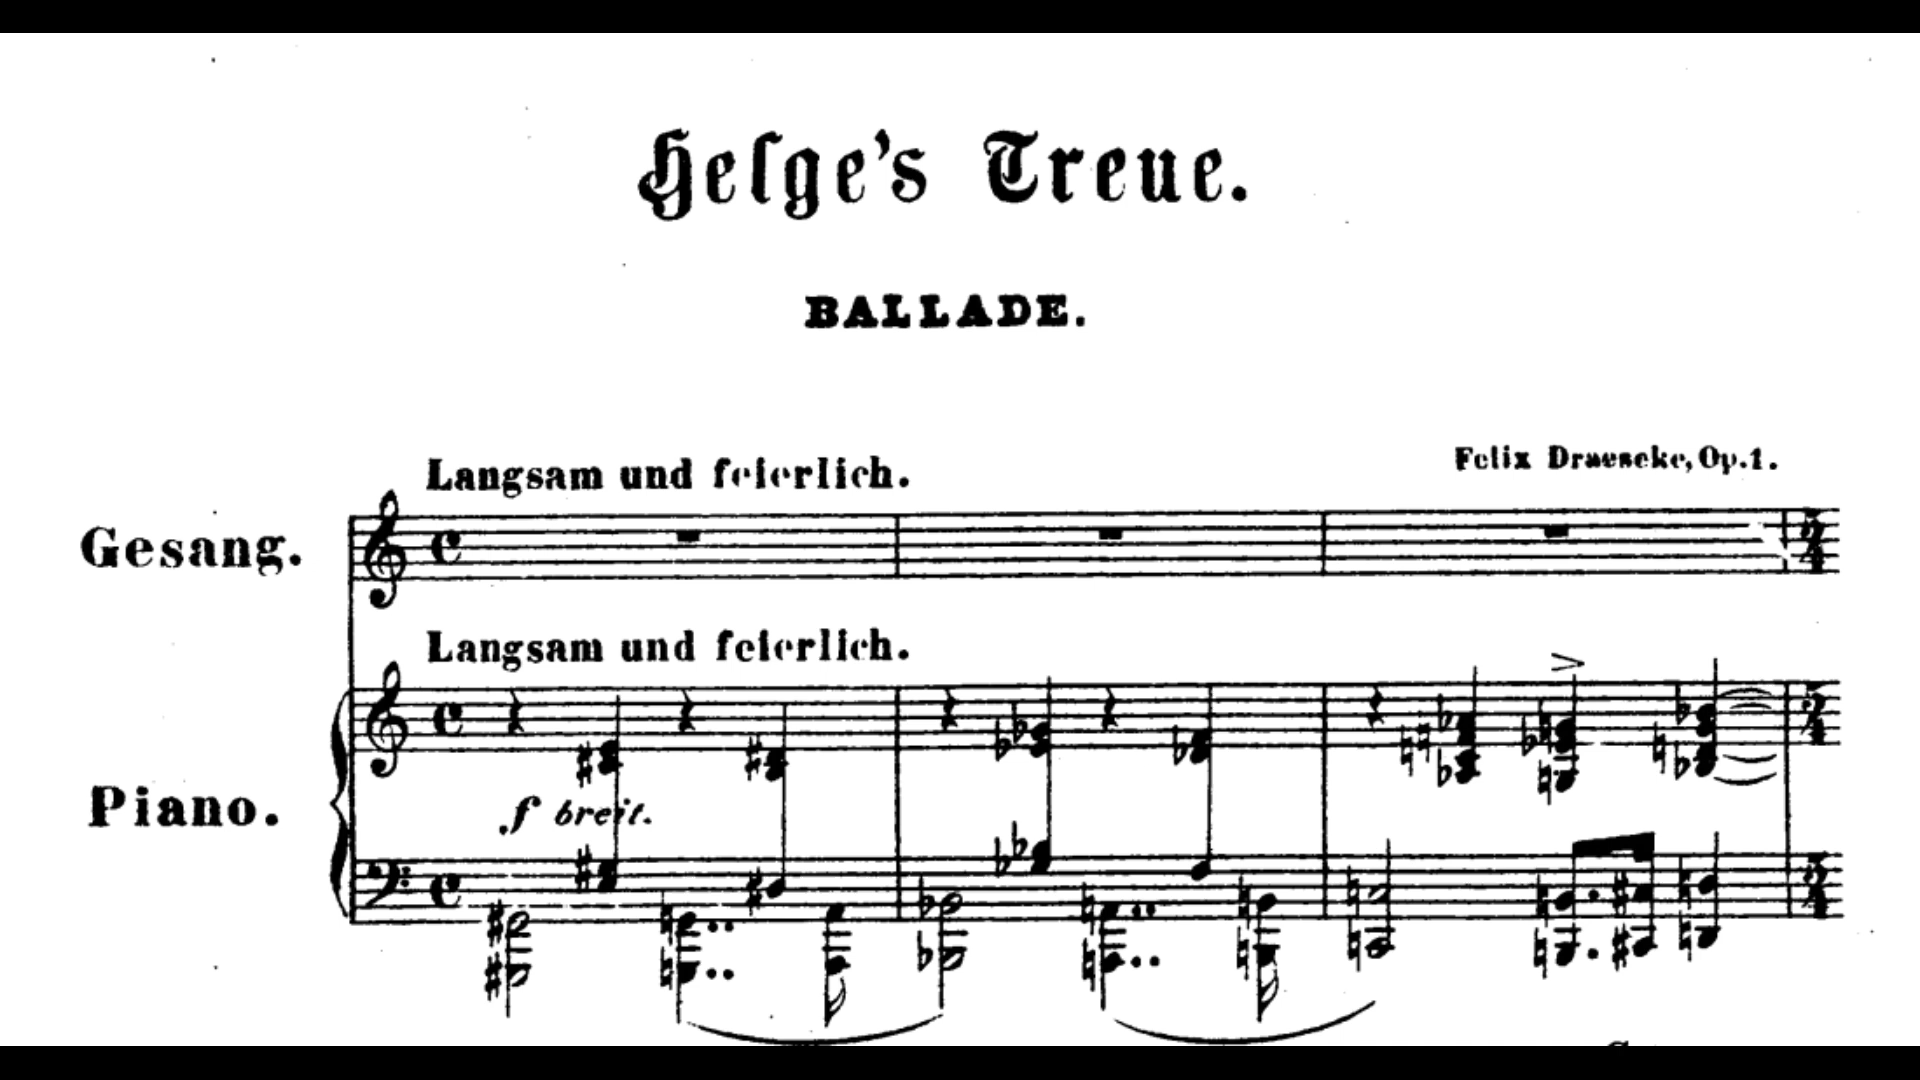 Helge's Treue.
BALLADE.
Felix Draeseke, Op. 1.
Langsam und feierlich.
Gesang.
Langsam und feierlich.
f breit.
Piano.